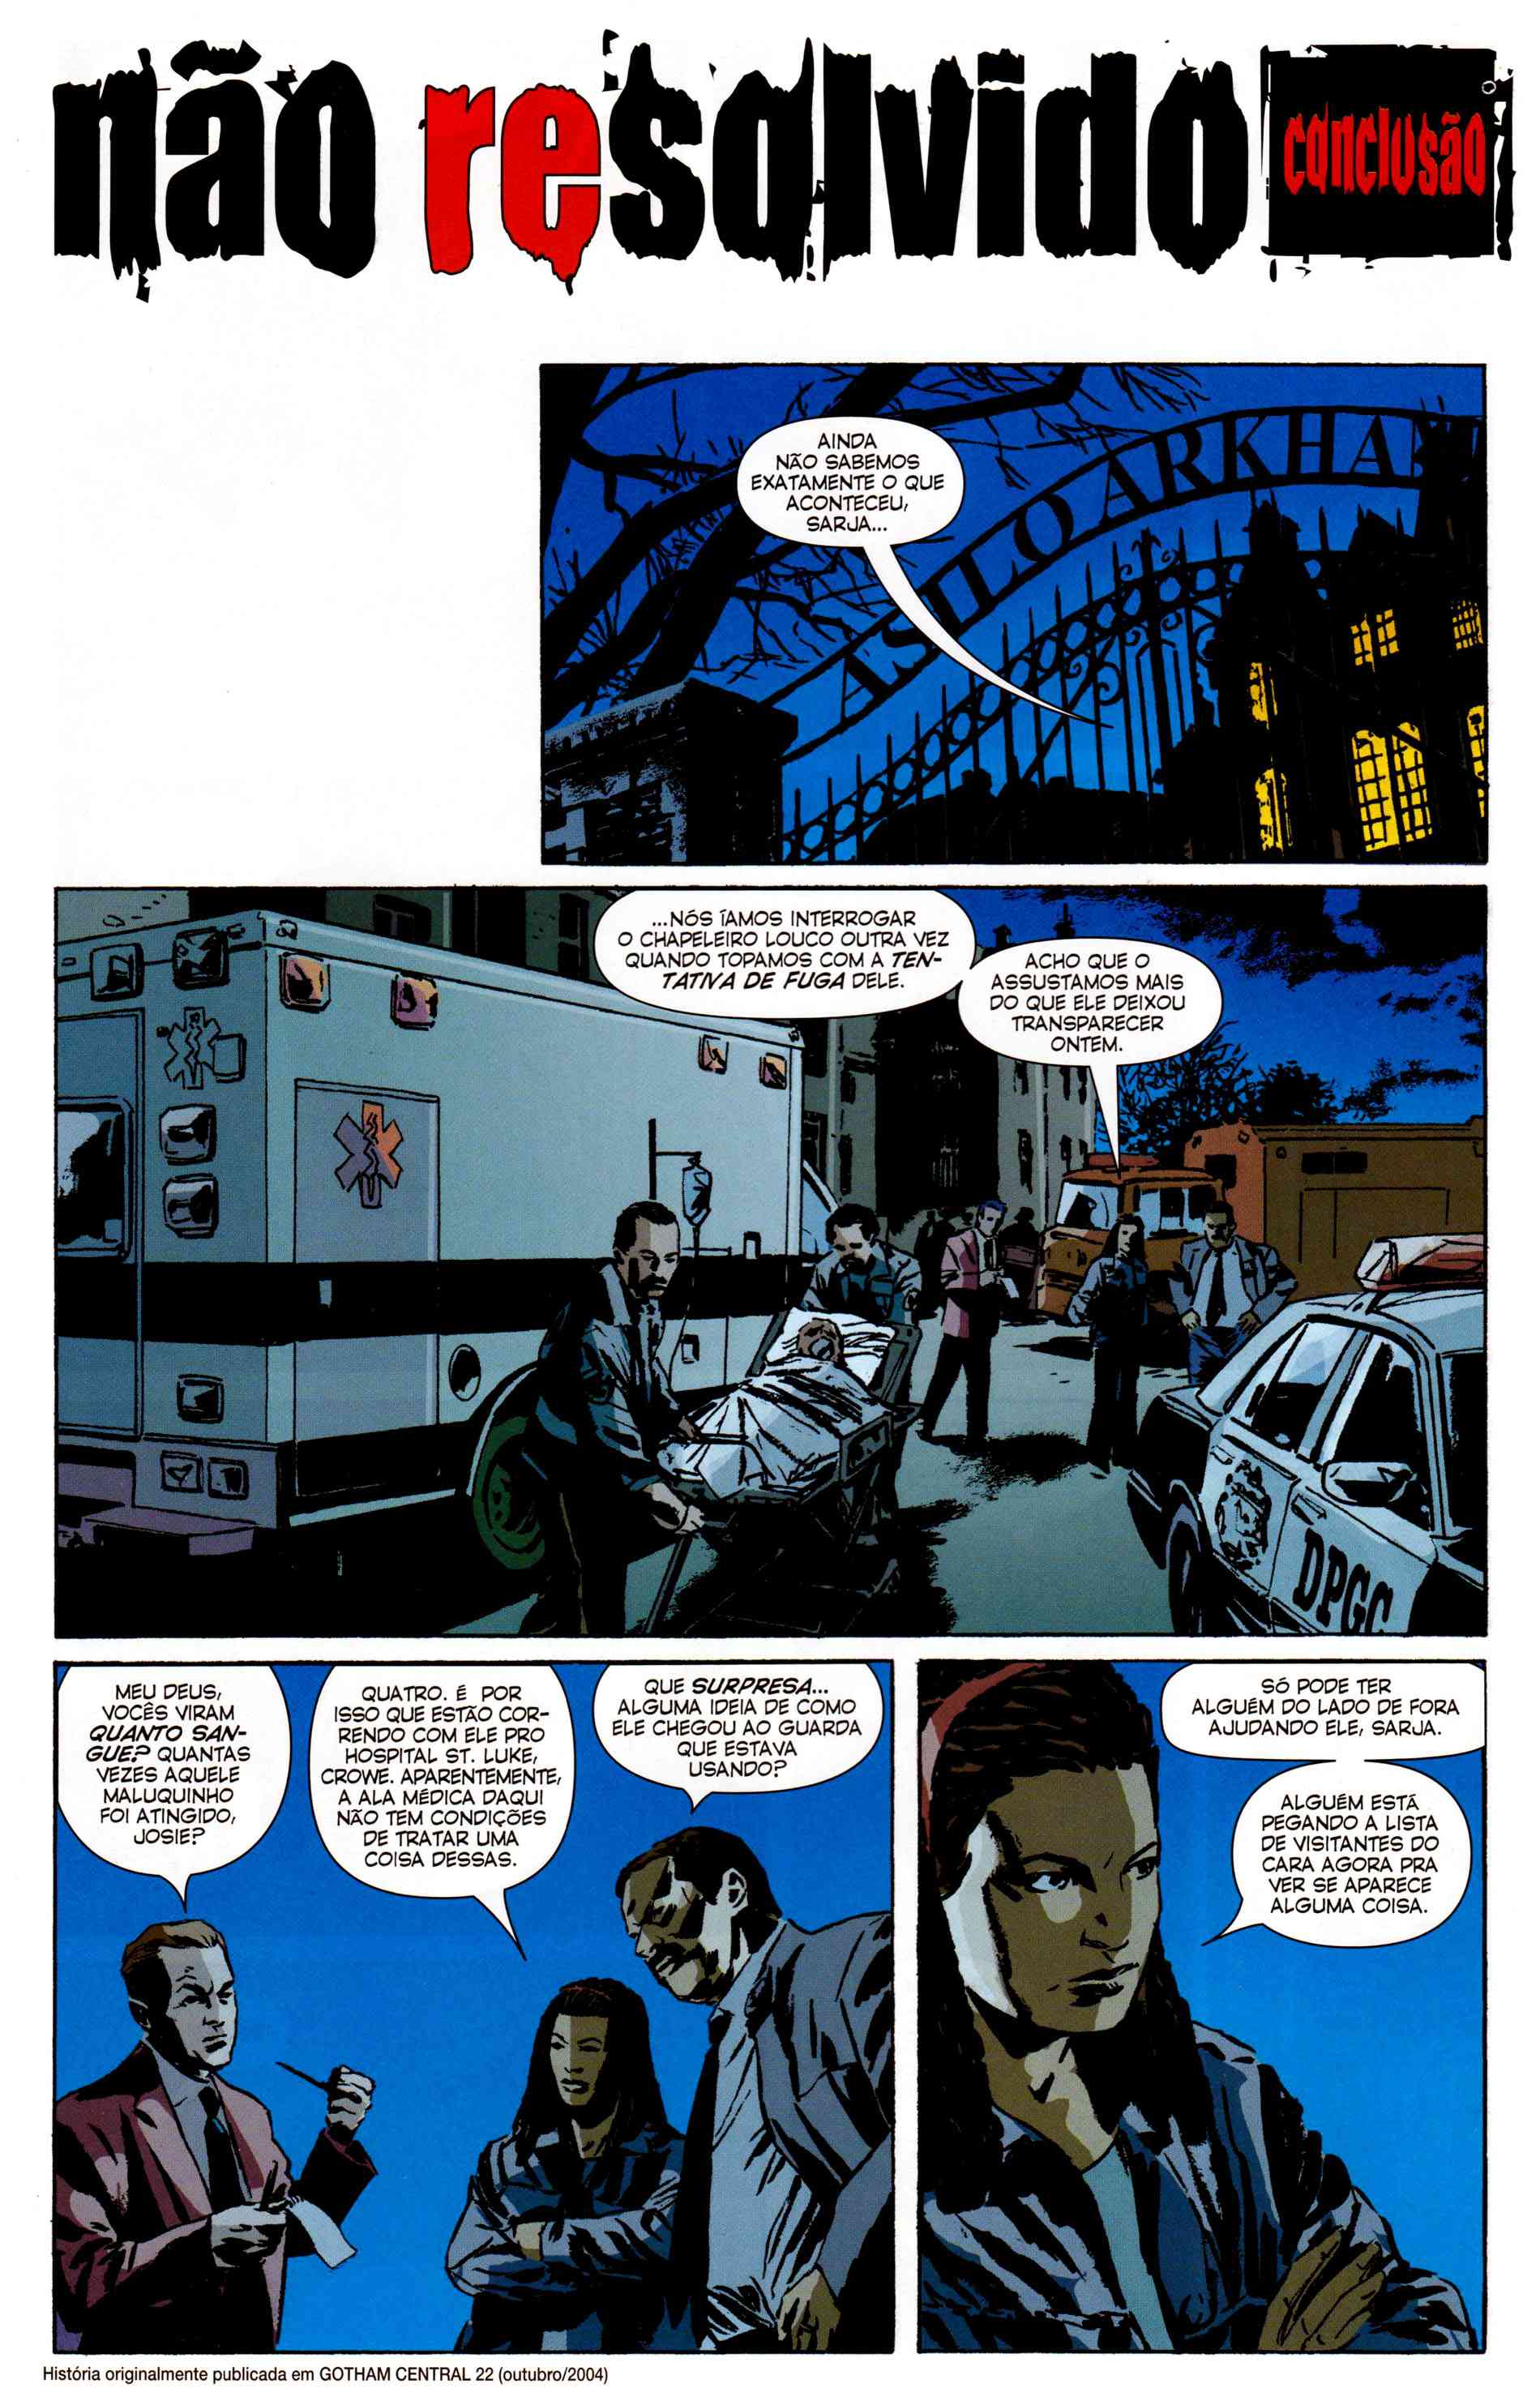 não resolvido
conclusão
AINDA
NÃO SABEMOS
EXATAMENTE O QUE
ACONTECEU,
SARJA...
ASILO ARKHAM
...NÓS ÍAMOS INTERROGAR
O CHAPELEIRO LOUCO OUTRA VEZ
QUANDO TOPAMOS COM A TEN-
TATIVA DE FUGA DELE.
ACHO QUE O
ASSUSTAMOS MAIS
DO QUE ELE DEIXOU
TRANSPARECER
ONTEM.
DPGC
MEU DEUS,
VOCÊS VIRAM
QUANTO SAN-
GUE? QUANTAS
VEZES AQUELE
MALUQUINHO
FOI ATINGIDO,
JOSIE?
QUATRO. É POR
ISSO QUE ESTÃO COR-
RENDO COM ELE PRO
HOSPITAL ST. LUKE,
CROWE. APARENTEMENTE,
A ALA MÉDICA DAQUI
NÃO TEM CONDIÇÕES
DE TRATAR UMA
COISA DESSAS.
QUE SURPRESA...
ALGUMA IDEIA DE COMO
ELE CHEGOU AO GUARDA
QUE ESTAVA
USANDO?
SÓ PODE TER
ALGUÉM DO LADO DE FORA
AJUDANDO ELE, SARJA.
ALGUÉM ESTÁ
PEGANDO A LISTA
DE VISITANTES DO
CARA AGORA PRA
VER SE APARECE
ALGUMA COISA.
História originalmente publicada em GOTHAM CENTRAL 22 (outubro/2004)